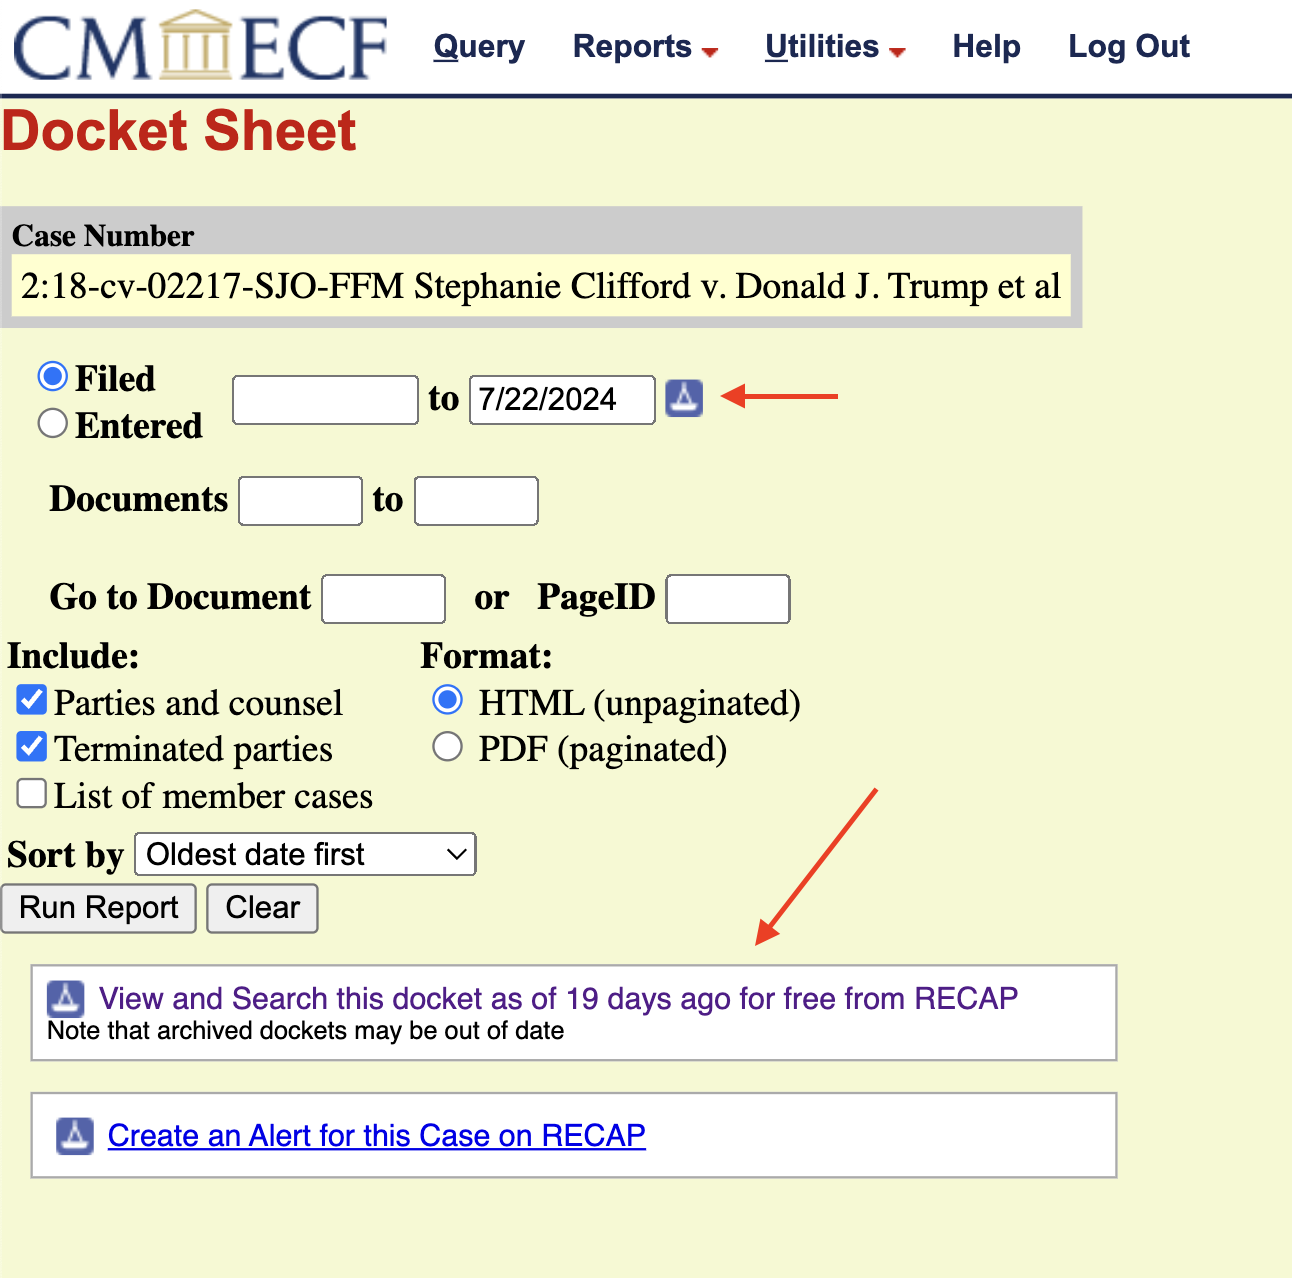 CM ECF Query Reports Utilities Help Log Out
Docket Sheet
Case Number
2:18-cv-02217-SJO-FFM Stephanie Clifford v. Donald J. Trump et al
Filed
Entered
to 7/22/2024
Documents to
Go to Document or PageID
Include: Format:
Parties and counsel HTML (unpaginated)
Terminated parties PDF (paginated)
List of member cases
Sort by Oldest date first
Run Report Clear
View and Search this docket as of 19 days ago for free from RECAP
Note that archived dockets may be out of date
Create an Alert for this Case on RECAP